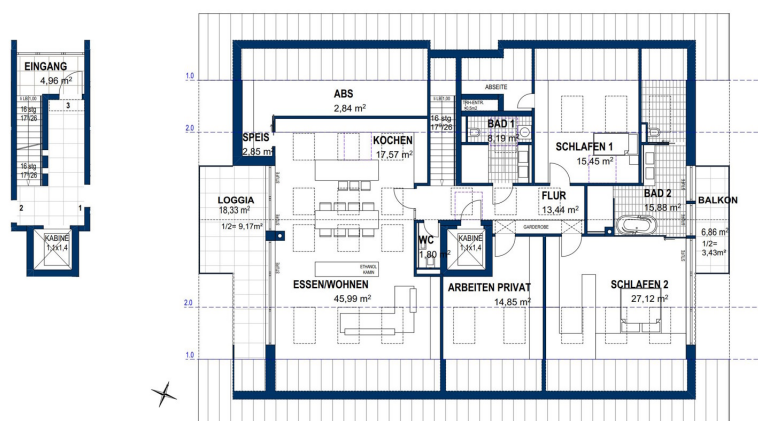 EINGANG
4,96 m²
3
16 stg
16 stg
17/26
2
1
KABINE
1,1x1,4
1.0
ABS
2,84 m²
ABSEITE
16 stg
2.0
SPEIS
2,85 m²
KOCHEN
17,57 m²
BAD 1
8,19 m²
SCHLAFEN 1
15,45 m²
LOGGIA
18,33 m²
1/2= 9,17m²
FLUR
13,44 m²
BAD 2
15,88 m²
BALKON
6,86 m²
1/2=
3,43m²
GARDEROBE
WC
1,80 m²
KABINE
1,1x1,4
ETHANOL
KAMIN
ESSEN/WOHNEN
45,99 m²
ARBEITEN PRIVAT
14,85 m²
SCHLAFEN 2
27,12 m²
2.0
1.0